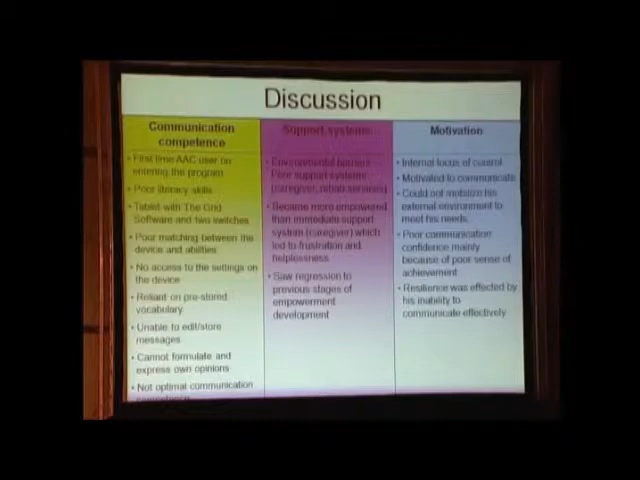 Discussion
Communication
competence
• First time AAC user on
entering the program
• Poor literacy skills
• Tablet with The Grid
Software and two switches
• Poor matching between the
device and abilities
• No access to the settings on
the device
• Reliant on pre-stored
vocabulary
• Unable to edit/store
messages
• Cannot formulate and
express own opinions
• Not optimal communication
Support systems
• Environmental barriers
Poor support systems
(caregiver,
• Became more empowered
than immediate support
system (caregiver) which
led to frustration and
helplessness.
• Saw regression to
previous stages of
empowerment
development
Motivation
• Internal locus of control
• Motivated to communicate
• Could not mobilize his
external environment to
meet his needs.
• Poor communication
confidence mainly
because of poor sense of
achievement
• Resilience was effected by
his inability to
communicate effectively.